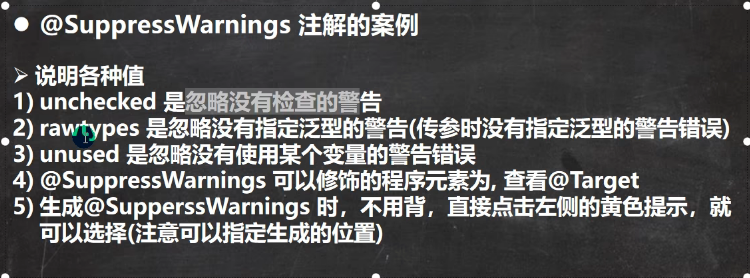 ● @SuppressWarnings 注解的案例
➢ 说明各种值
1) unchecked 是忽略没有检查的警告
2) rawtypes 是忽略没有指定泛型的警告(传参时没有指定泛型的警告错误)
3) unused 是忽略没有使用某个变量的警告错误
4) @SuppressWarnings 可以修饰的程序元素为, 查看@Target
5) 生成@SupperssWarnings 时，不用背，直接点击左侧的黄色提示，就
可以选择(注意可以指定生成的位置)